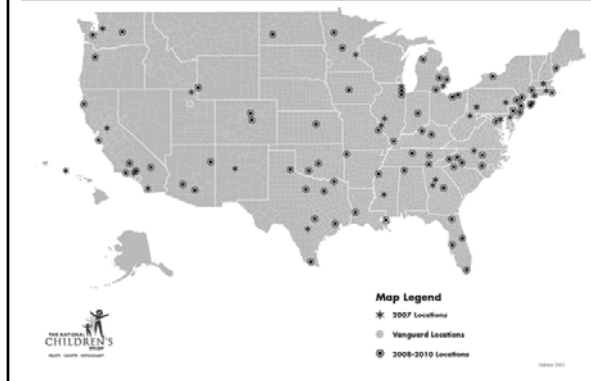 Map Legend
2007 Locations
Vanguard Locations
2008-2010 Locations
THE NATIONAL
CHILDREN'S
STUDY